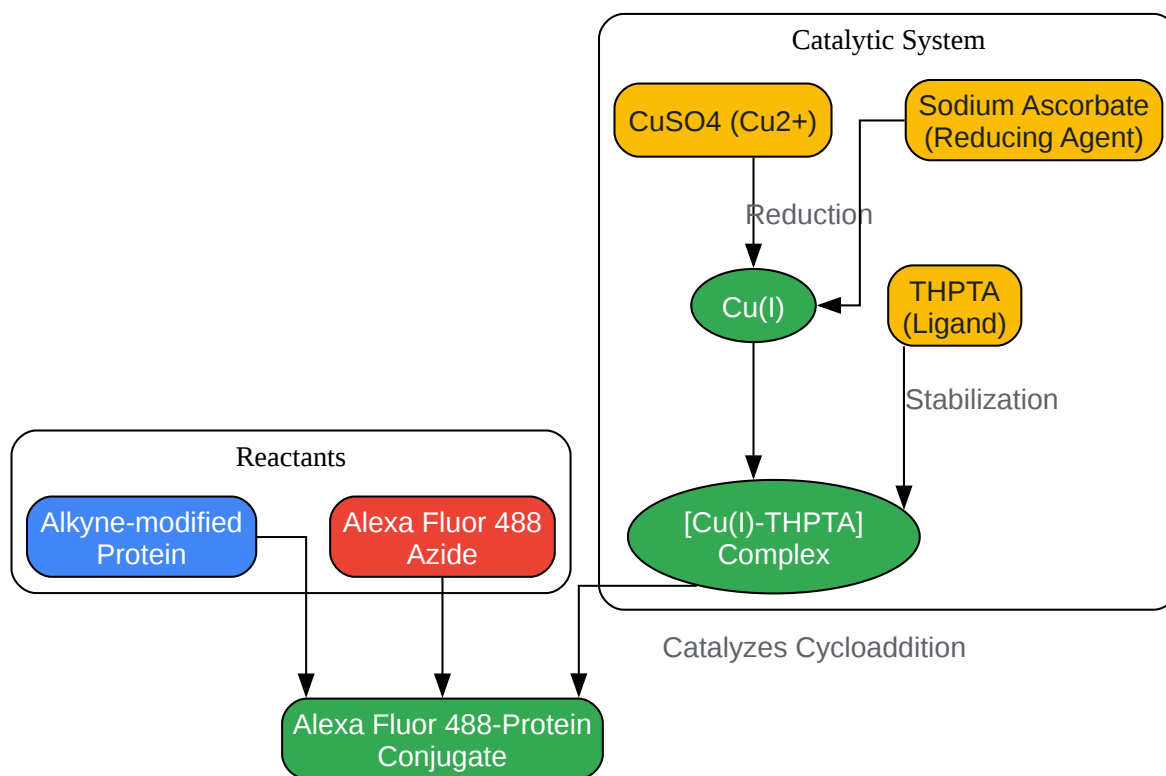 Catalytic System
CuSO4 (Cu2+)
Sodium Ascorbate
(Reducing Agent)
Reduction
Cu(I)
THPTA
(Ligand)
Stabilization
Reactants
Alkyne-modified
Protein
Alexa Fluor 488
Azide
[Cu(I)-THPTA]
Complex
Catalyzes Cycloaddition
Alexa Fluor 488-Protein
Conjugate